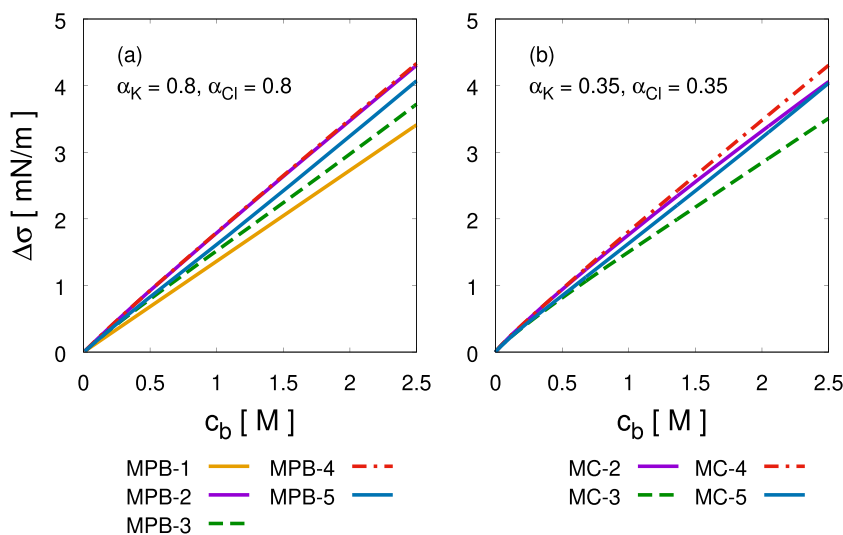 Δσ [ mN/m ]
5
4
3
2
1
0
(a)
α_K = 0.8, α_Cl = 0.8
0 0.5 1 1.5 2 2.5
c_b [ M ]
MPB-1 MPB-4
MPB-2 MPB-5
MPB-3
5
4
3
2
1
0
(b)
α_K = 0.35, α_Cl = 0.35
0 0.5 1 1.5 2 2.5
c_b [ M ]
MC-2 MC-4
MC-3 MC-5